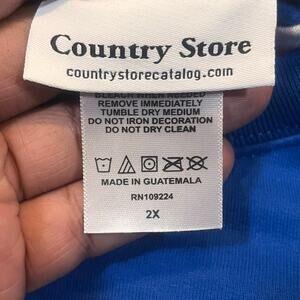 Country Store
countrystorecatalog.com
BLEACH WHEN NEEDED
REMOVE IMMEDIATELY
TUMBLE DRY MEDIUM
DO NOT IRON DECORATION
DO NOT DRY CLEAN
MADE IN GUATEMALA
RN109224
2X